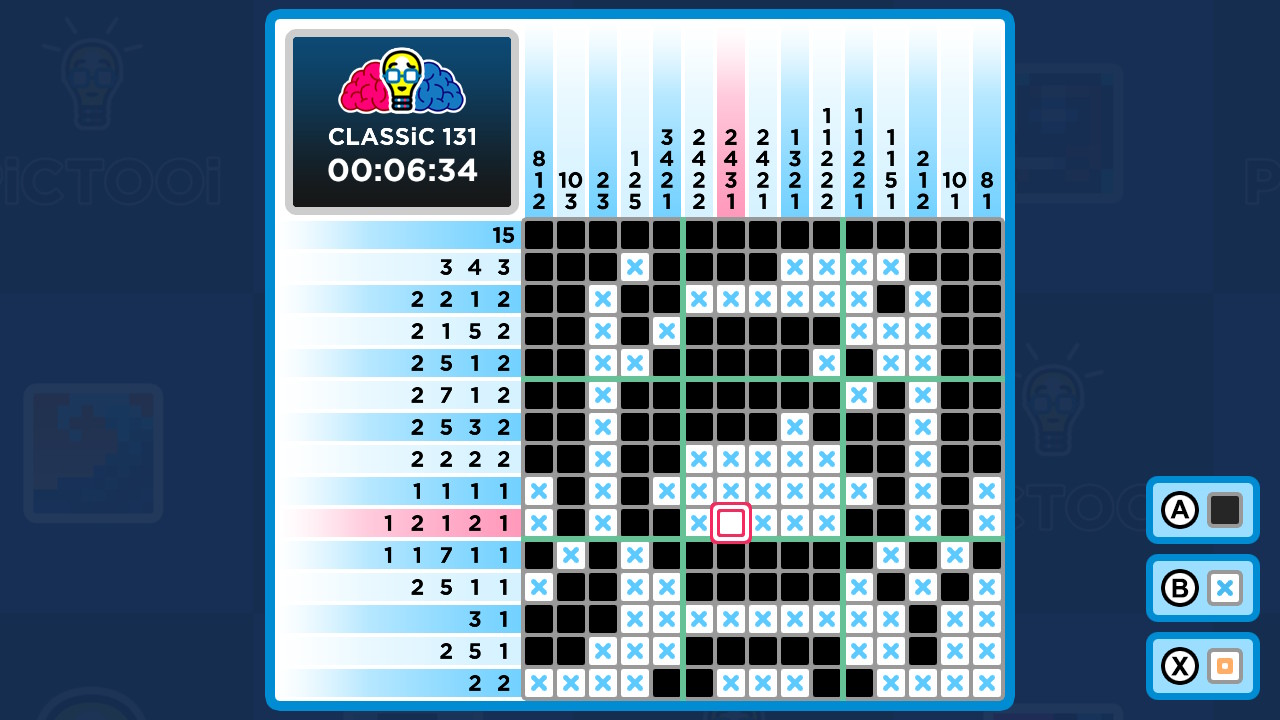 CLASSiC 131
00:06:34
1 1
3 2 2 2 1 1 1 1
8 1 4 4 4 4 3 2 2 1 2
1 10 2 2 2 2 3 2 2 2 2 5 1 10 8
2 3 3 5 1 2 1 1 1 2 1 1 2 1 1
15
3 4 3
2 2 1 2
2 1 5 2
2 5 1 2
2 7 1 2
2 5 3 2
2 2 2 2
1 1 1 1
1 2 1 2 1
1 1 7 1 1
2 5 1 1
3 1
2 5 1
2 2
A
B
X